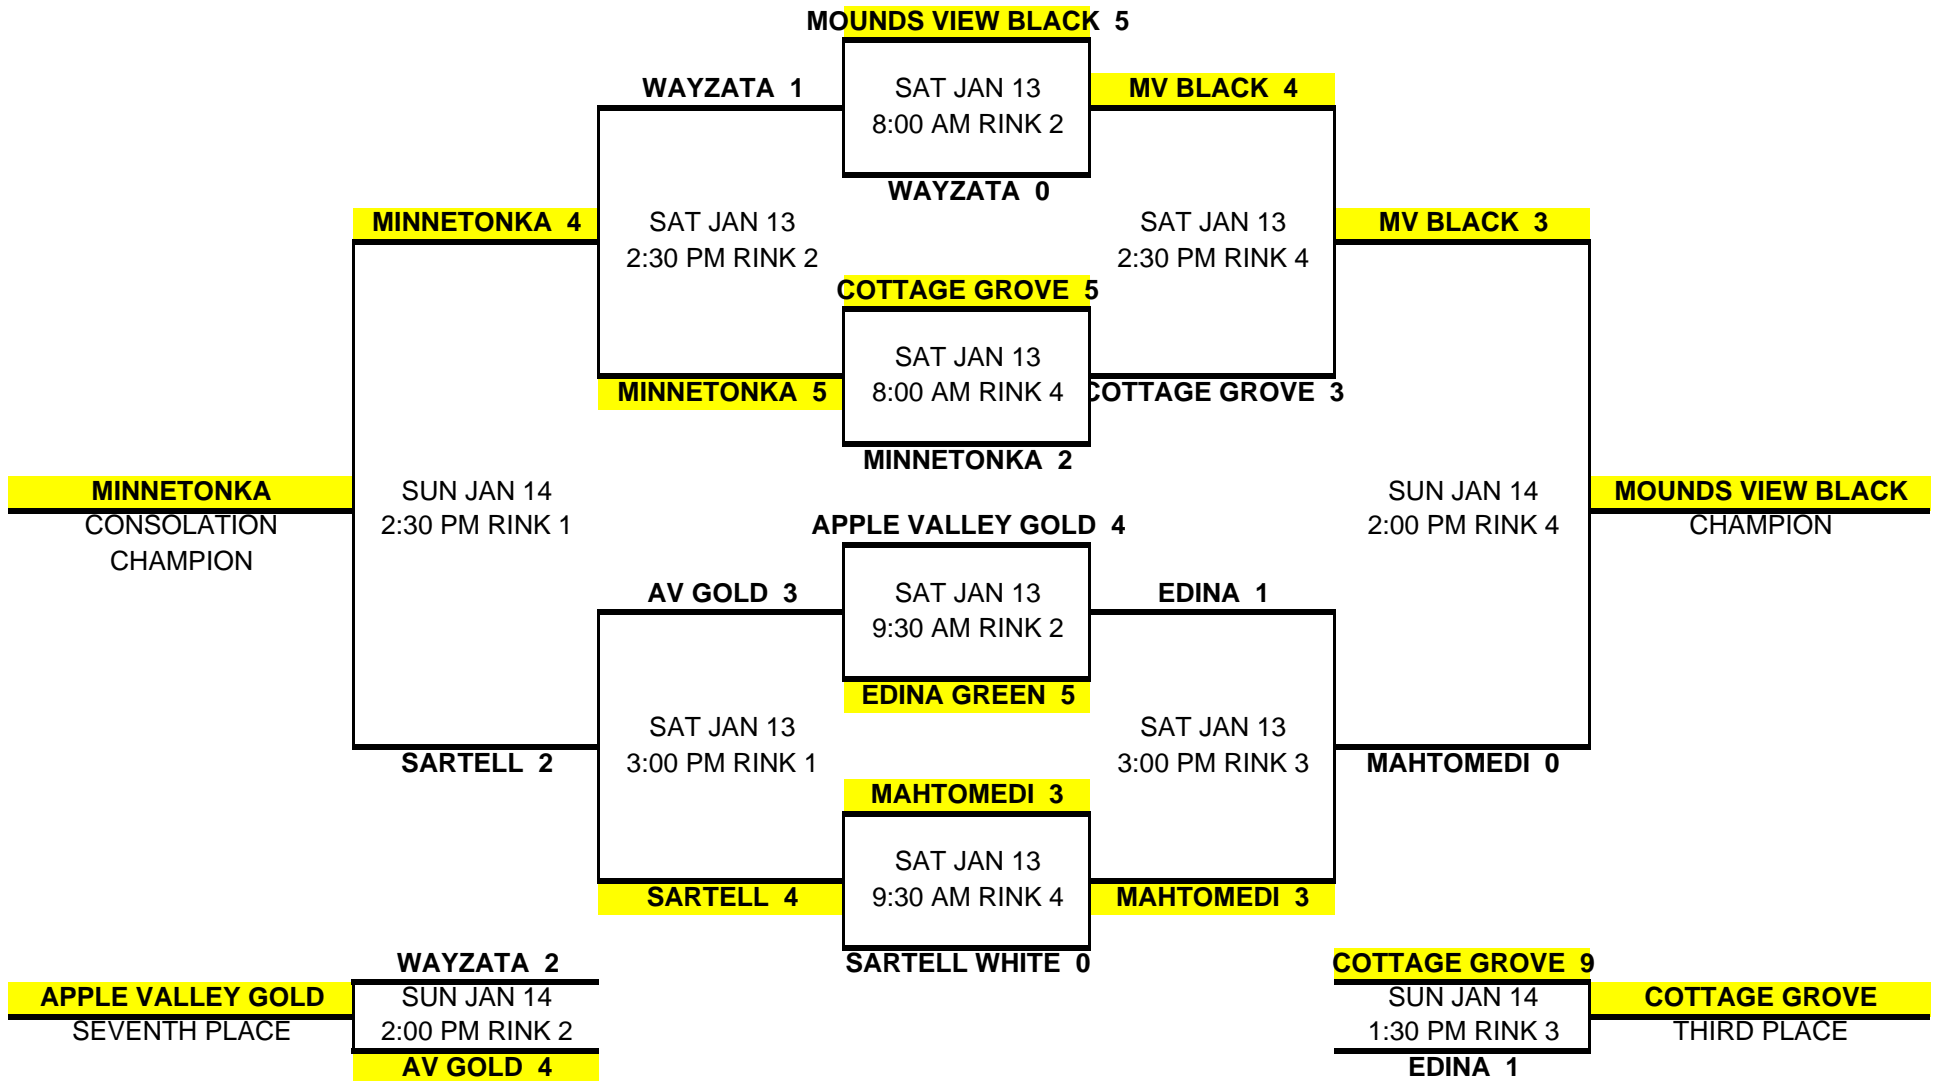 MOUNDS VIEW BLACK 5
WAYZATA 1
SAT JAN 13
MV BLACK 4
8:00 AM RINK 2
WAYZATA 0
MINNETONKA 4
SAT JAN 13
SAT JAN 13
MV BLACK 3
2:30 PM RINK 2
2:30 PM RINK 4
COTTAGE GROVE 5
SAT JAN 13
MINNETONKA 5
8:00 AM RINK 4
COTTAGE GROVE 3
MINNETONKA 2
MINNETONKA
SUN JAN 14
SUN JAN 14
MOUNDS VIEW BLACK
CONSOLATION
2:30 PM RINK 1
APPLE VALLEY GOLD 4
2:00 PM RINK 4
CHAMPION
CHAMPION
AV GOLD 3
SAT JAN 13
EDINA 1
9:30 AM RINK 2
EDINA GREEN 5
SAT JAN 13
SAT JAN 13
SARTELL 2
3:00 PM RINK 1
3:00 PM RINK 3
MAHTOMEDI 0
MAHTOMEDI 3
SAT JAN 13
SARTELL 4
9:30 AM RINK 4
MAHTOMEDI 3
WAYZATA 2
SARTELL WHITE 0
COTTAGE GROVE 9
APPLE VALLEY GOLD
SUN JAN 14
SUN JAN 14
COTTAGE GROVE
SEVENTH PLACE
2:00 PM RINK 2
1:30 PM RINK 3
THIRD PLACE
AV GOLD 4
EDINA 1